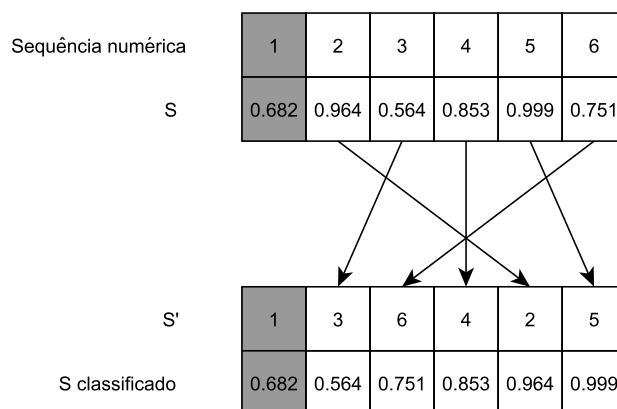 Sequência numérica 1 2 3 4 5 6
S 0.682 0.964 0.564 0.853 0.999 0.751
S' 1 3 6 4 2 5
S classificado 0.682 0.564 0.751 0.853 0.964 0.999